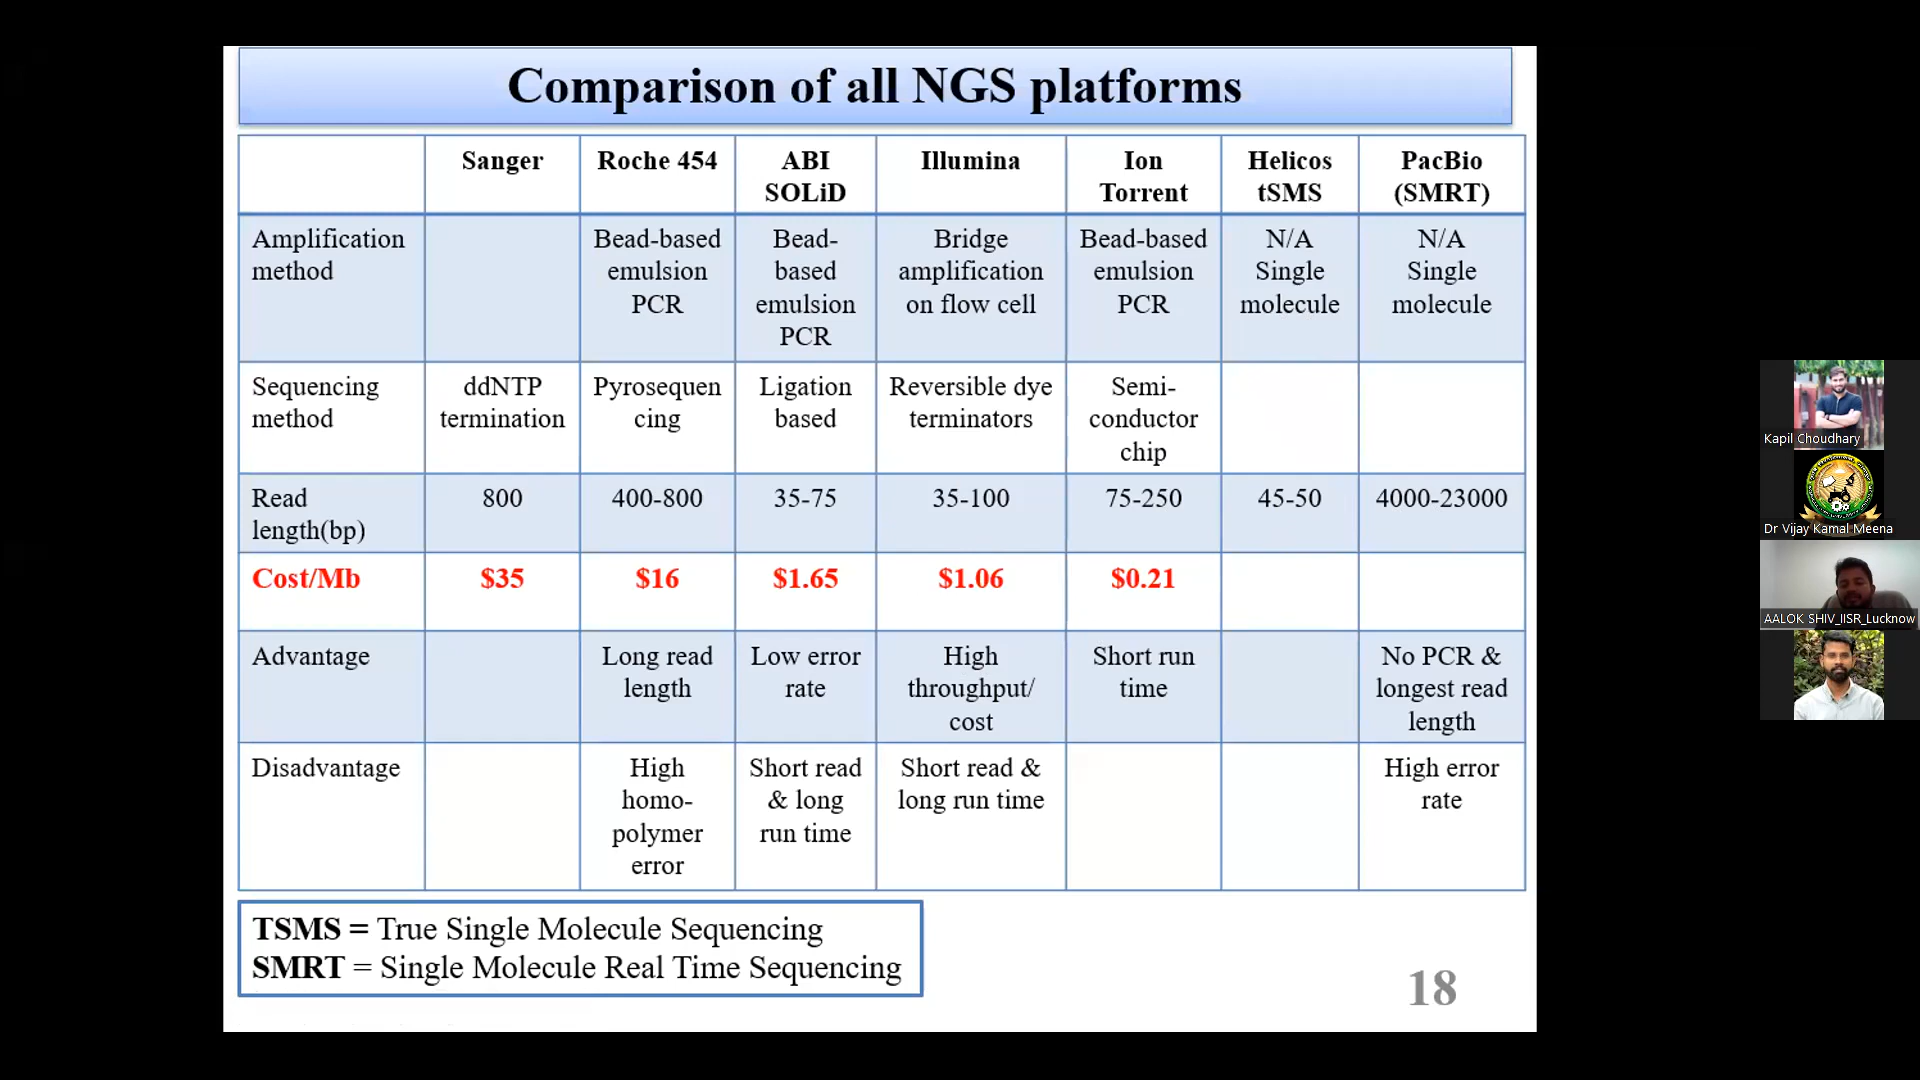 Comparison of all NGS platforms
Sanger
Roche 454
ABI
SOLiD
Illumina
Ion
Torrent
Helicos
tSMS
PacBio
(SMRT)
Amplification
method
Bead-based
emulsion
PCR
Bead-
based
emulsion
PCR
Bridge
amplification
on flow cell
Bead-based
emulsion
PCR
N/A
Single
molecule
N/A
Single
molecule
Sequencing
method
ddNTP
termination
Pyrosequen
cing
Ligation
based
Reversible dye
terminators
Semi-
conductor
chip
Read
length(bp)
800
400-800
35-75
35-100
75-250
45-50
4000-23000
Cost/Mb
$35
$16
$1.65
$1.06
$0.21
Advantage
Long read
length
Low error
rate
High
throughput/
cost
Short run
time
No PCR &
longest read
length
Disadvantage
High
homo-
polymer
error
Short read
& long
run time
Short read &
long run time
High error
rate
TSMS = True Single Molecule Sequencing
SMRT = Single Molecule Real Time Sequencing
18
Kapil Choudhary
Dr Vijay Kamal Meena
AALOK SHIV_IISR_Lucknow